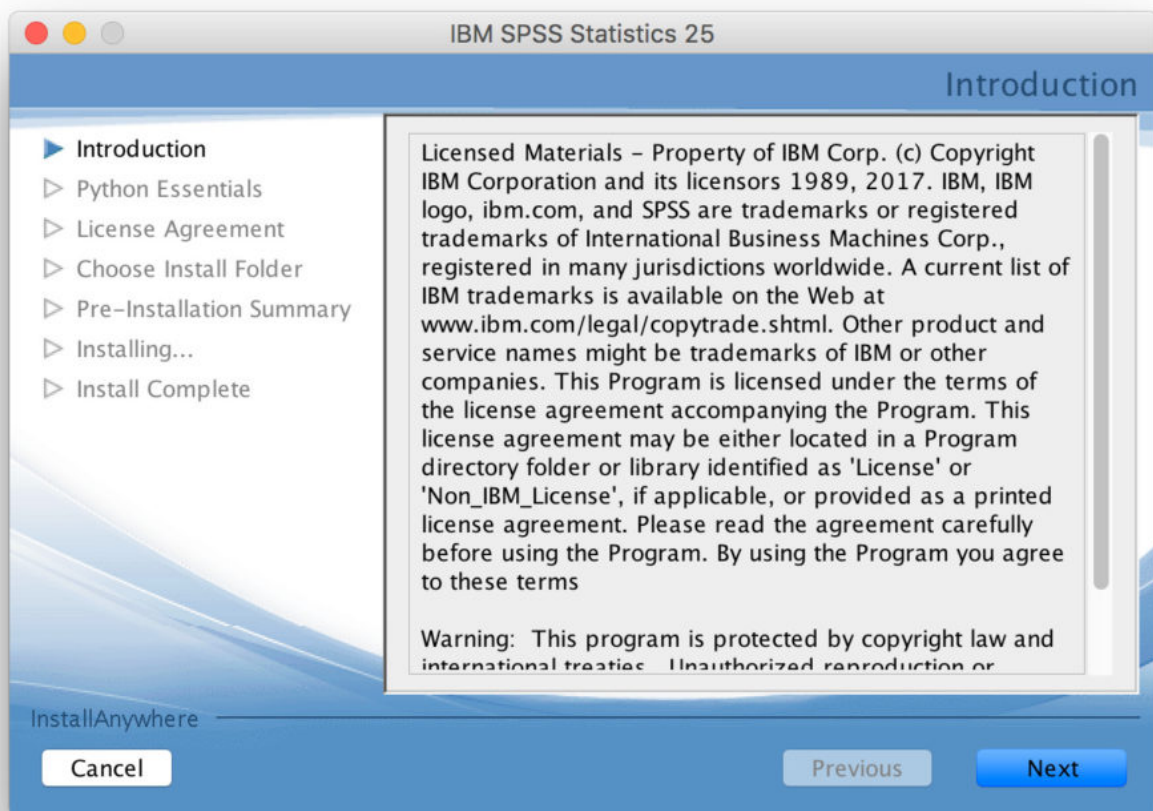 IBM SPSS Statistics 25
Introduction
Introduction
Python Essentials
License Agreement
Choose Install Folder
Pre-Installation Summary
Installing...
Install Complete
Licensed Materials – Property of IBM Corp. (c) Copyright
IBM Corporation and its licensors 1989, 2017. IBM, IBM
logo, ibm.com, and SPSS are trademarks or registered
trademarks of International Business Machines Corp.,
registered in many jurisdictions worldwide. A current list of
IBM trademarks is available on the Web at
www.ibm.com/legal/copytrade.shtml. Other product and
service names might be trademarks of IBM or other
companies. This Program is licensed under the terms of
the license agreement accompanying the Program. This
license agreement may be either located in a Program
directory folder or library identified as 'License' or
'Non_IBM_License', if applicable, or provided as a printed
license agreement. Please read the agreement carefully
before using the Program. By using the Program you agree
to these terms
Warning:  This program is protected by copyright law and
international treaties.  Unauthorized reproduction or
InstallAnywhere
Cancel
Previous
Next